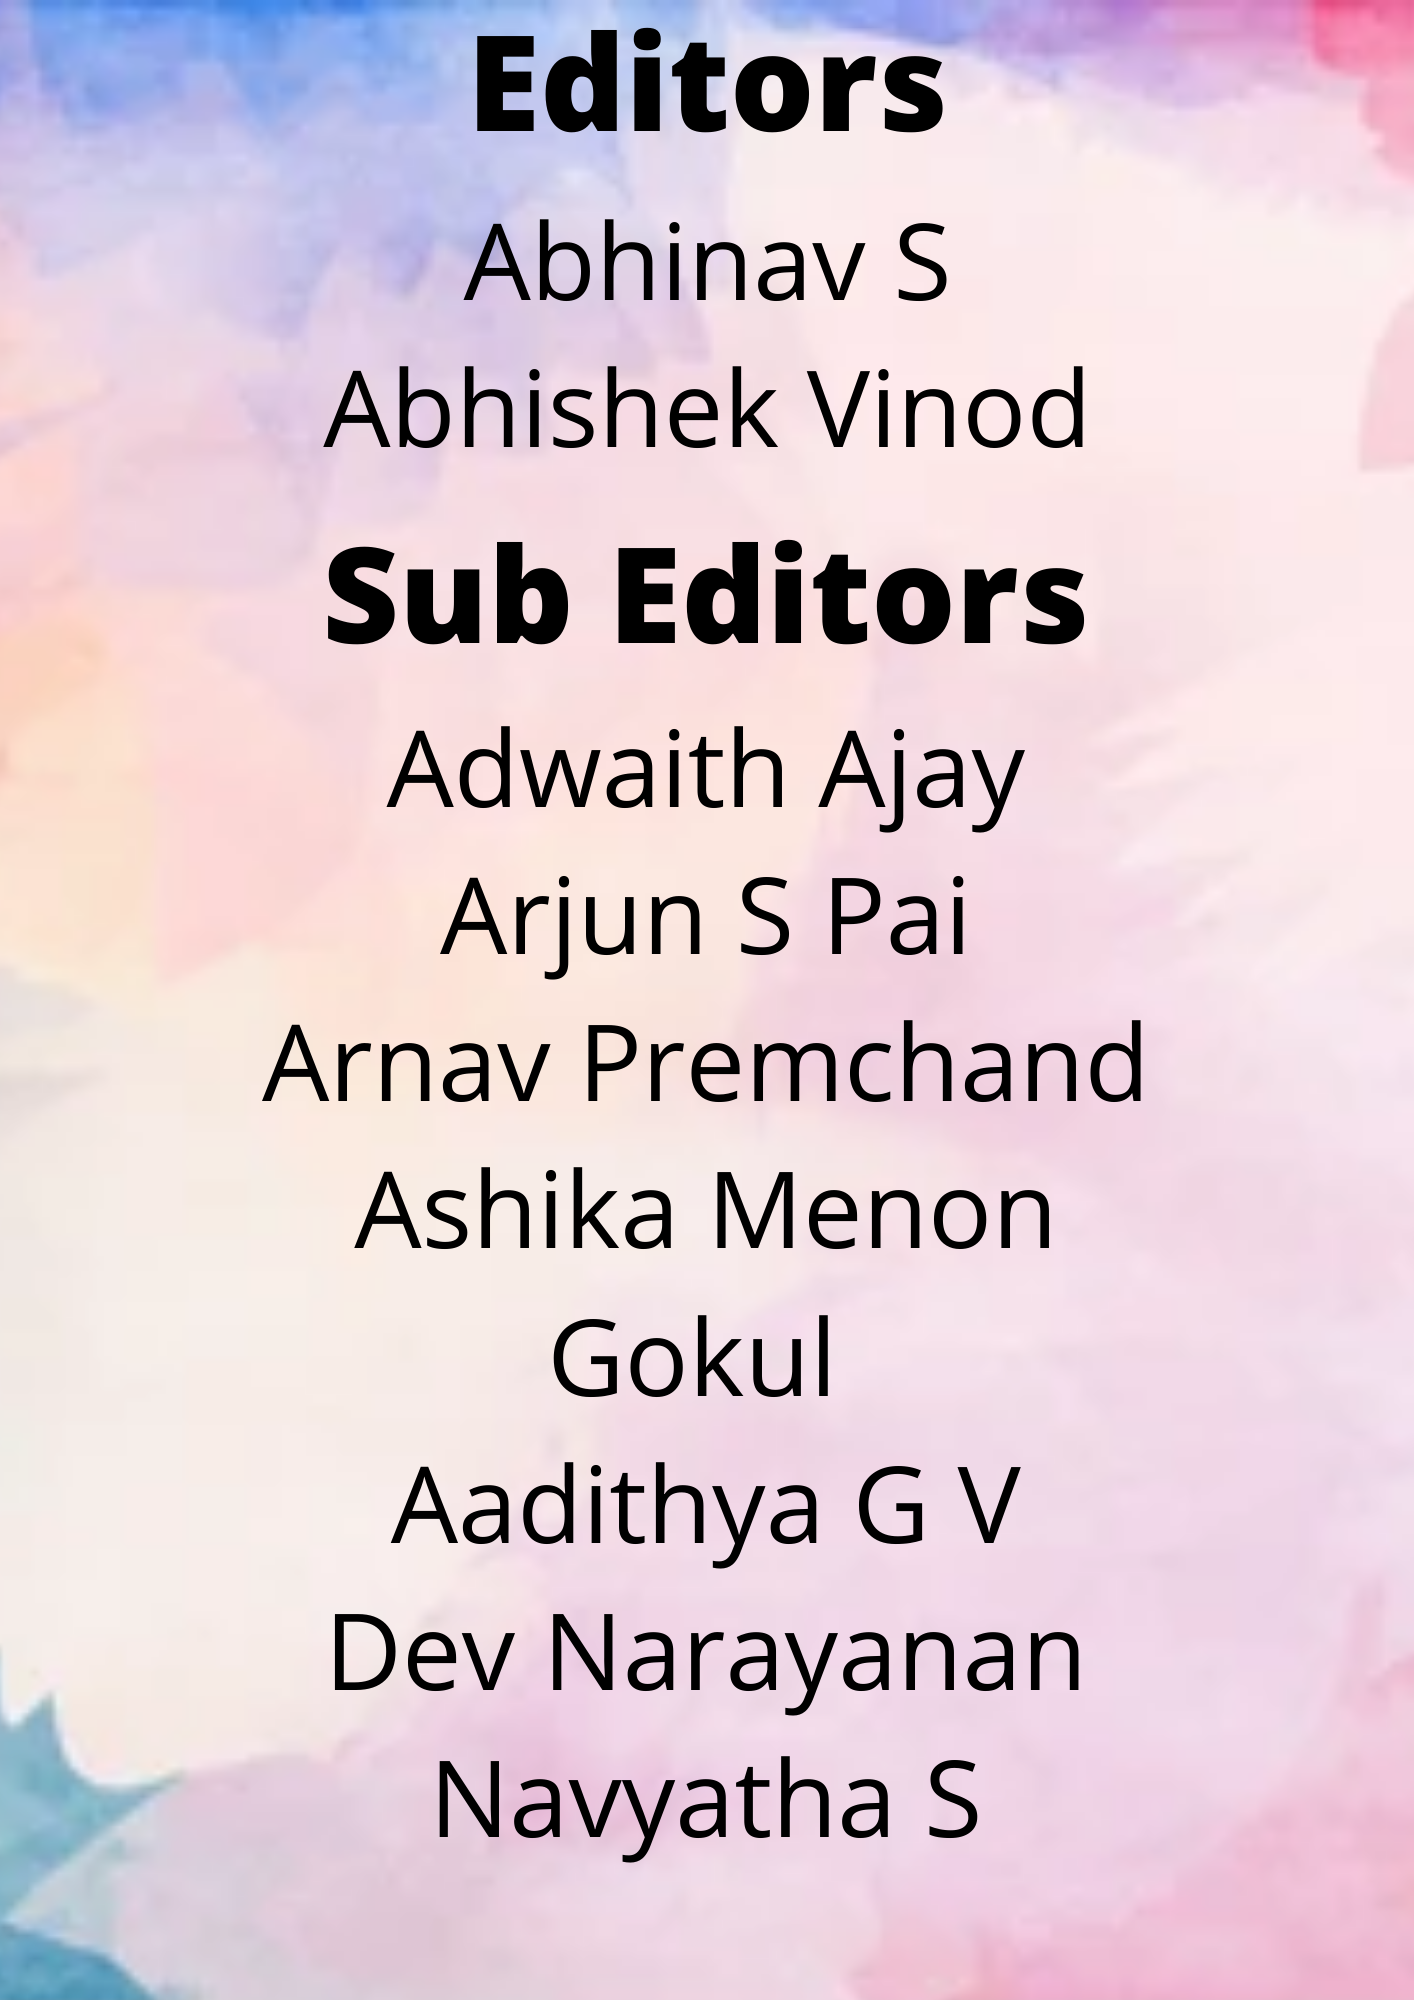 Editors
Abhinav S
Abhishek Vinod
Sub Editors
Adwaith Ajay
Arjun S Pai
Arnav Premchand
Ashika Menon
Gokul
Aadithya G V
Dev Narayanan
Navyatha S